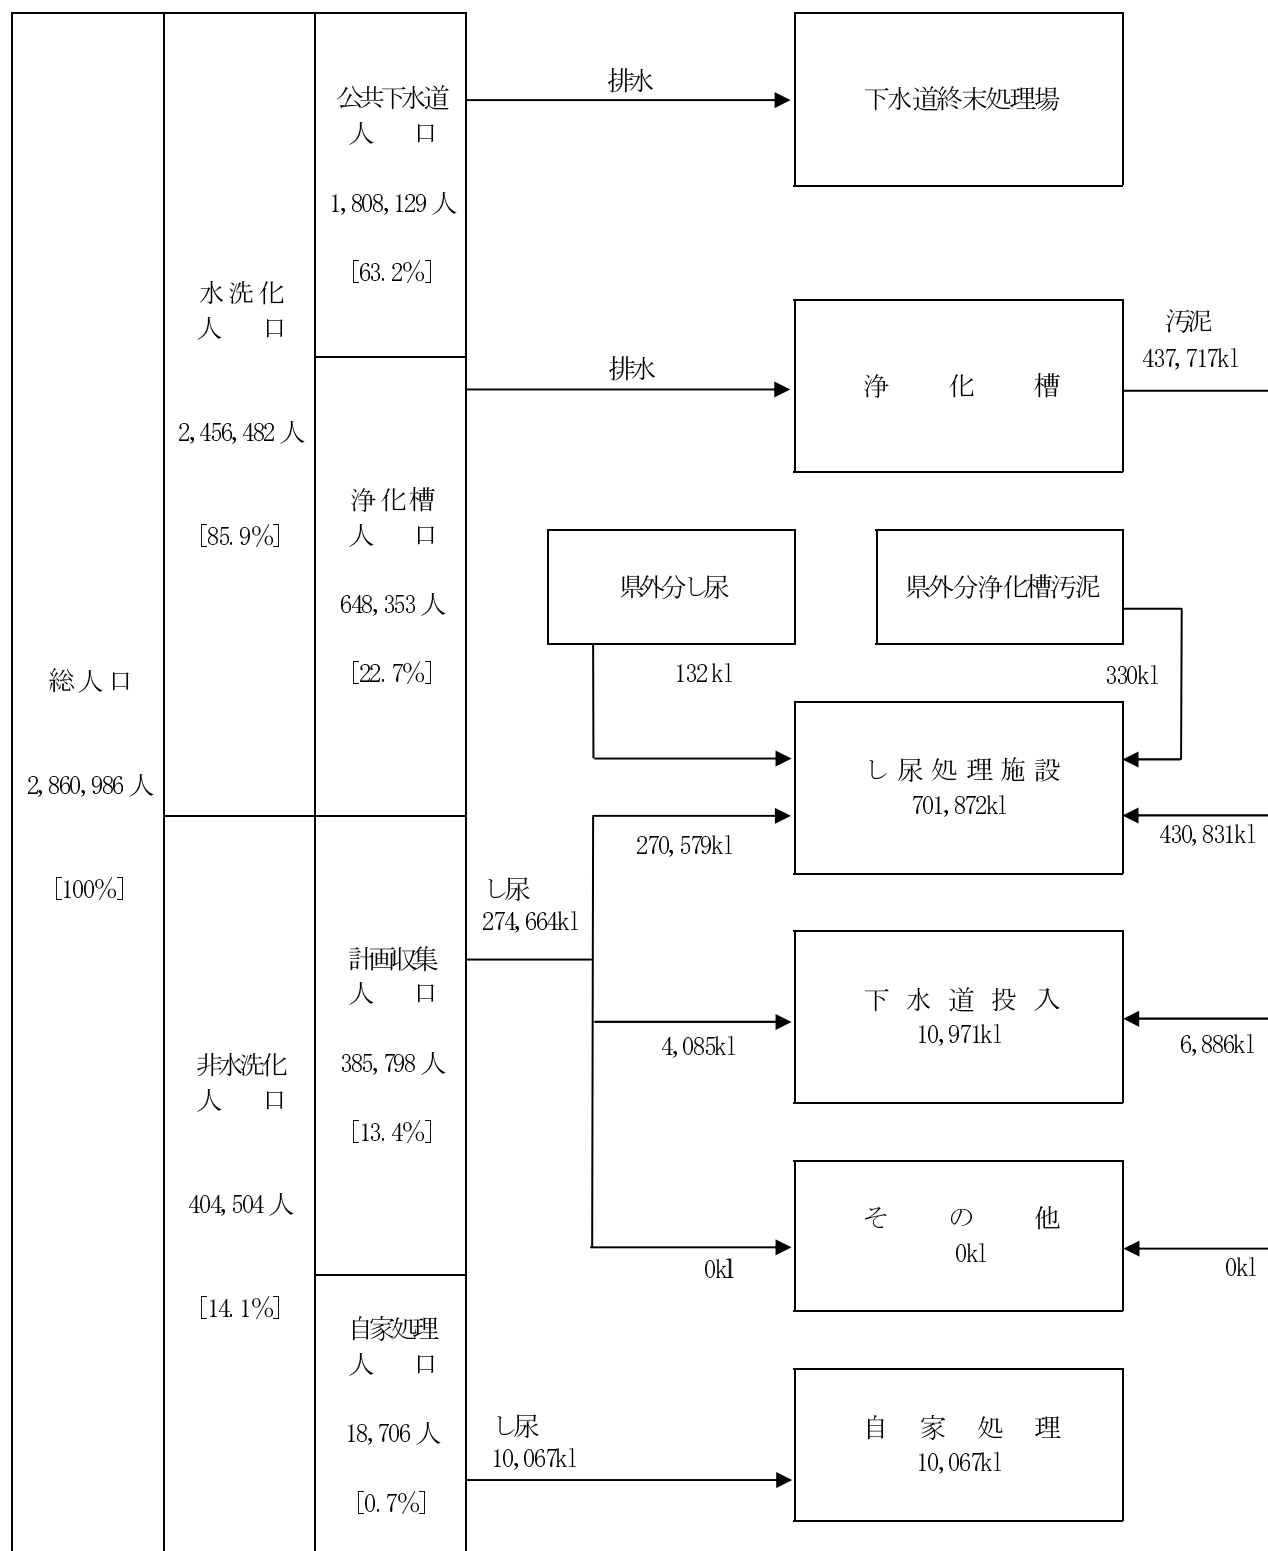 総人口
2,860,986人
[100%]
水洗化
人口
2,456,482人
[85.9%]
非水洗化
人口
404,504人
[14.1%]
公共下水道
人口
1,808,129人
[63.2%]
浄化槽
人口
648,353人
[22.7%]
計画収集
人口
385,798人
[13.4%]
自家処理
人口
18,706人
[0.7%]
排水
下水道終末処理場
排水
浄化槽
汚泥
437,717kl
県外分し尿
132kl
県外分浄化槽汚泥
330kl
し尿処理施設
701,872kl
270,579kl
430,831kl
し尿
274,664kl
下水道投入
10,971kl
4,085kl
6,886kl
その他
0kl
0kl
0kl
し尿
10,067kl
自家処理
10,067kl